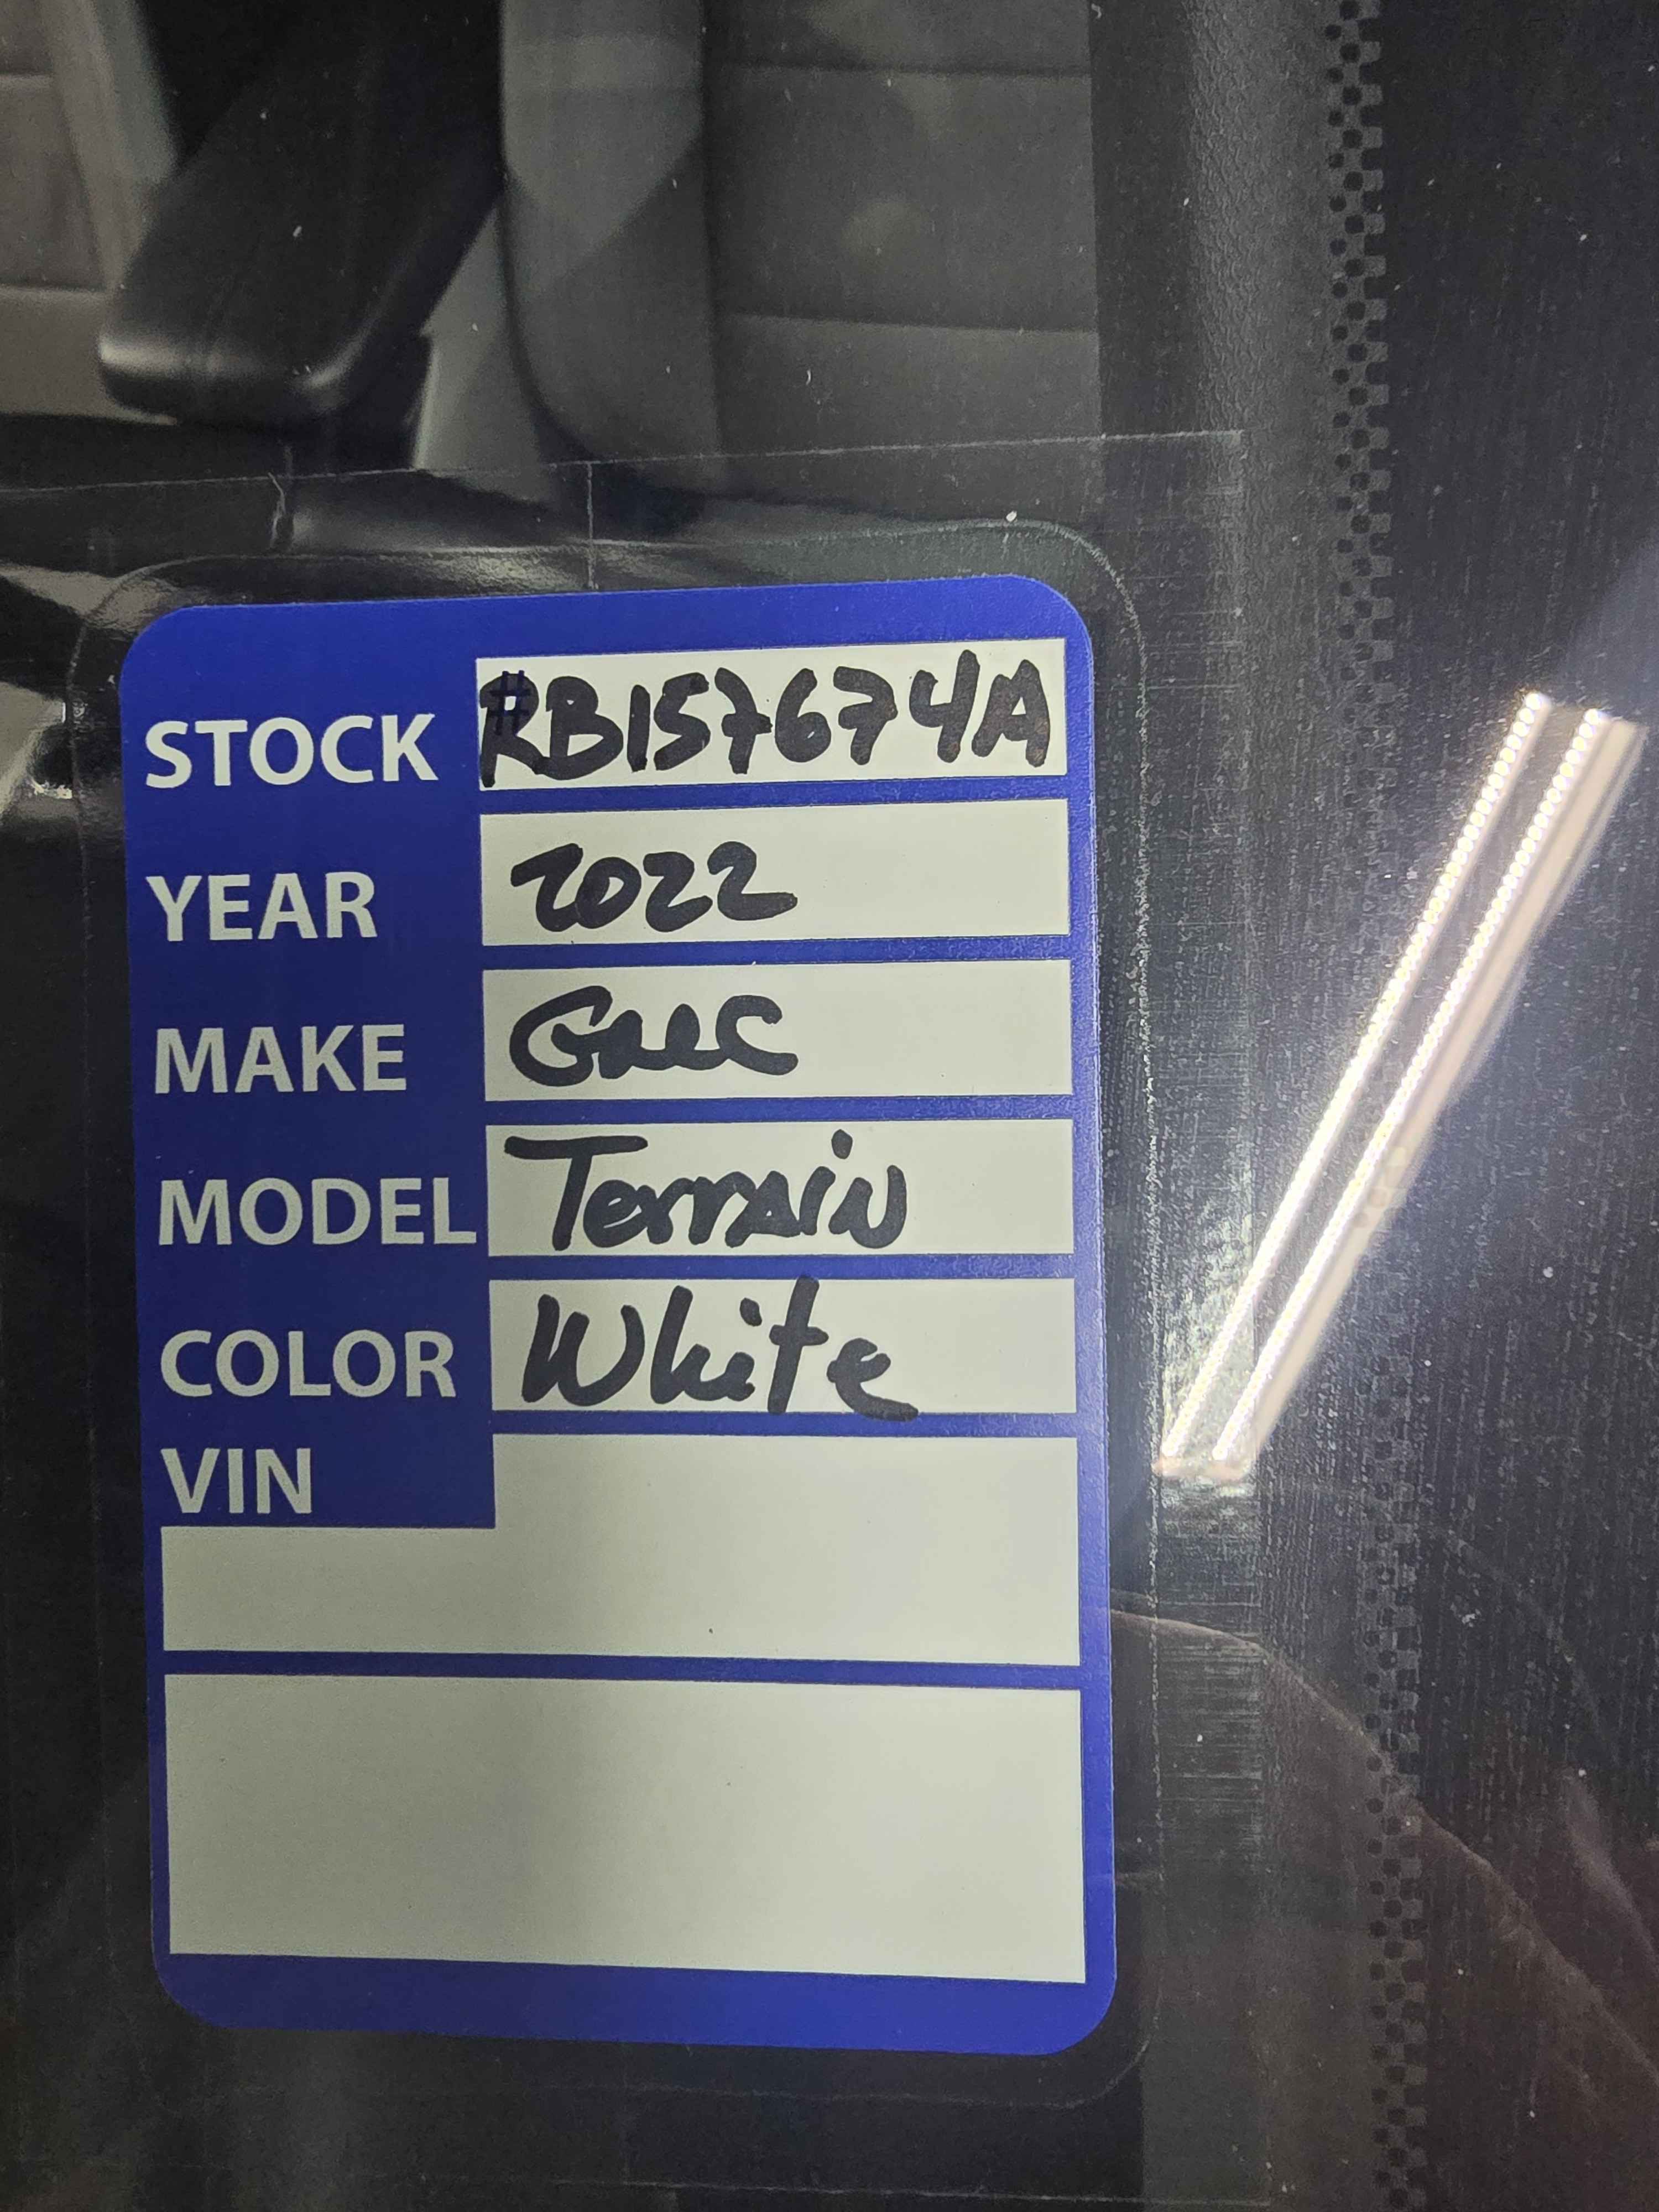 STOCK #RB157674A
YEAR 2022
MAKE GMC
MODEL Terrain
COLOR White
VIN